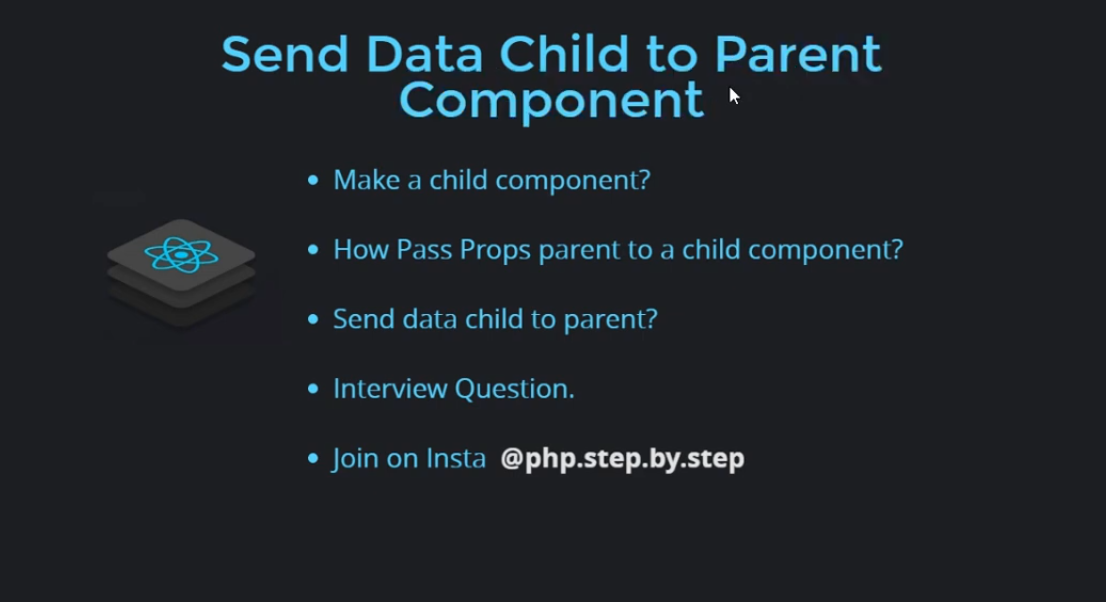 Send Data Child to Parent
Component
• Make a child component?
• How Pass Props parent to a child component?
• Send data child to parent?
• Interview Question.
• Join on Insta @php.step.by.step